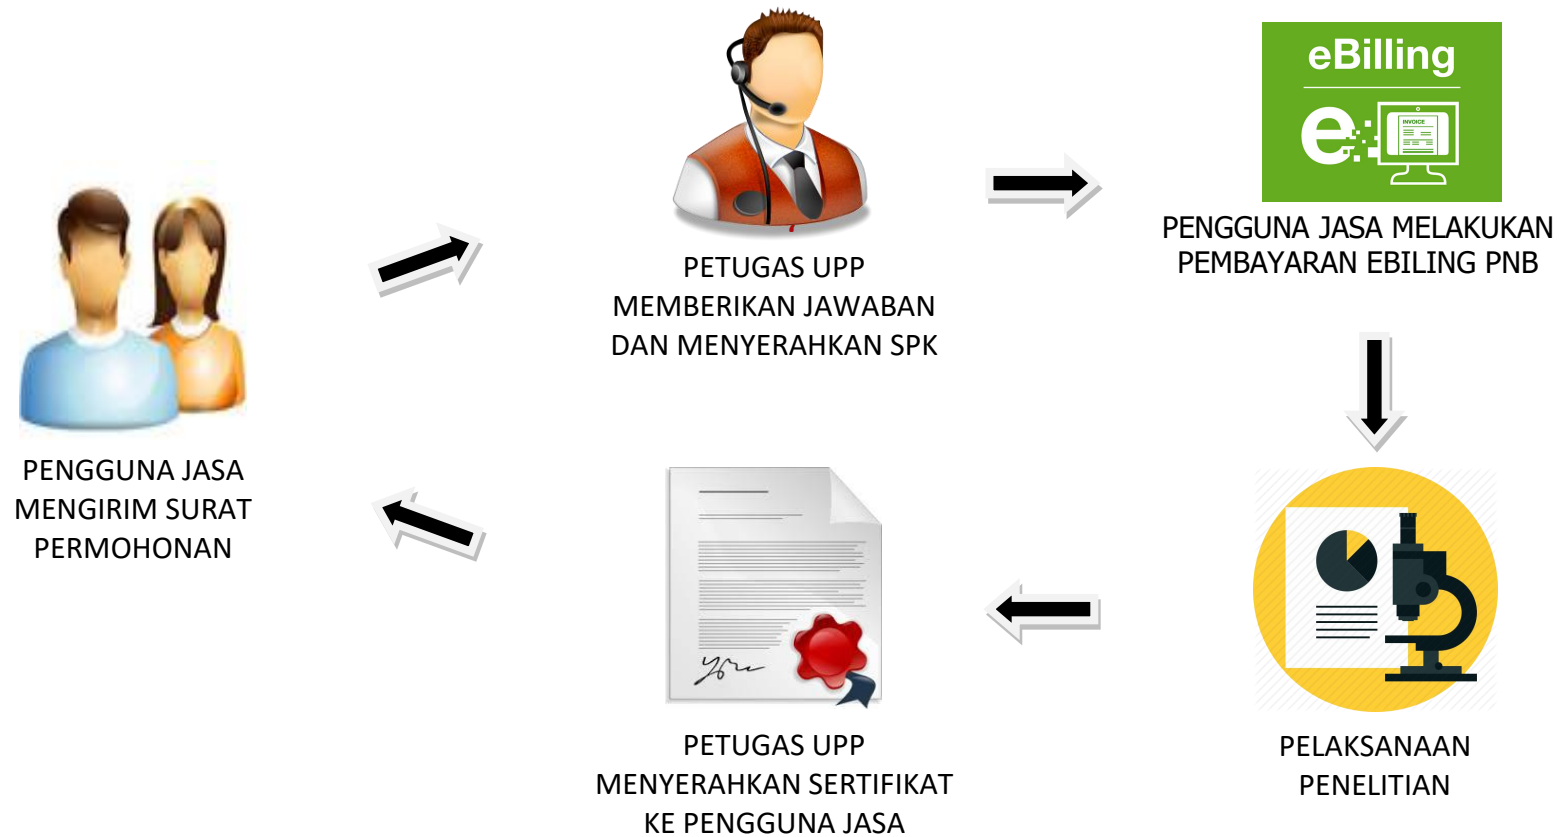 PENGGUNA JASA
MENGIRIM SURAT
PERMOHONAN
PETUGAS UPP
MEMBERIKAN JAWABAN
DAN MENYERAHKAN SPK
eBilling
e
INVOICE
PENGGUNA JASA MELAKUKAN
PEMBAYARAN EBILING PNB
PELAKSANAAN
PENELITIAN
PETUGAS UPP
MENYERAHKAN SERTIFIKAT
KE PENGGUNA JASA